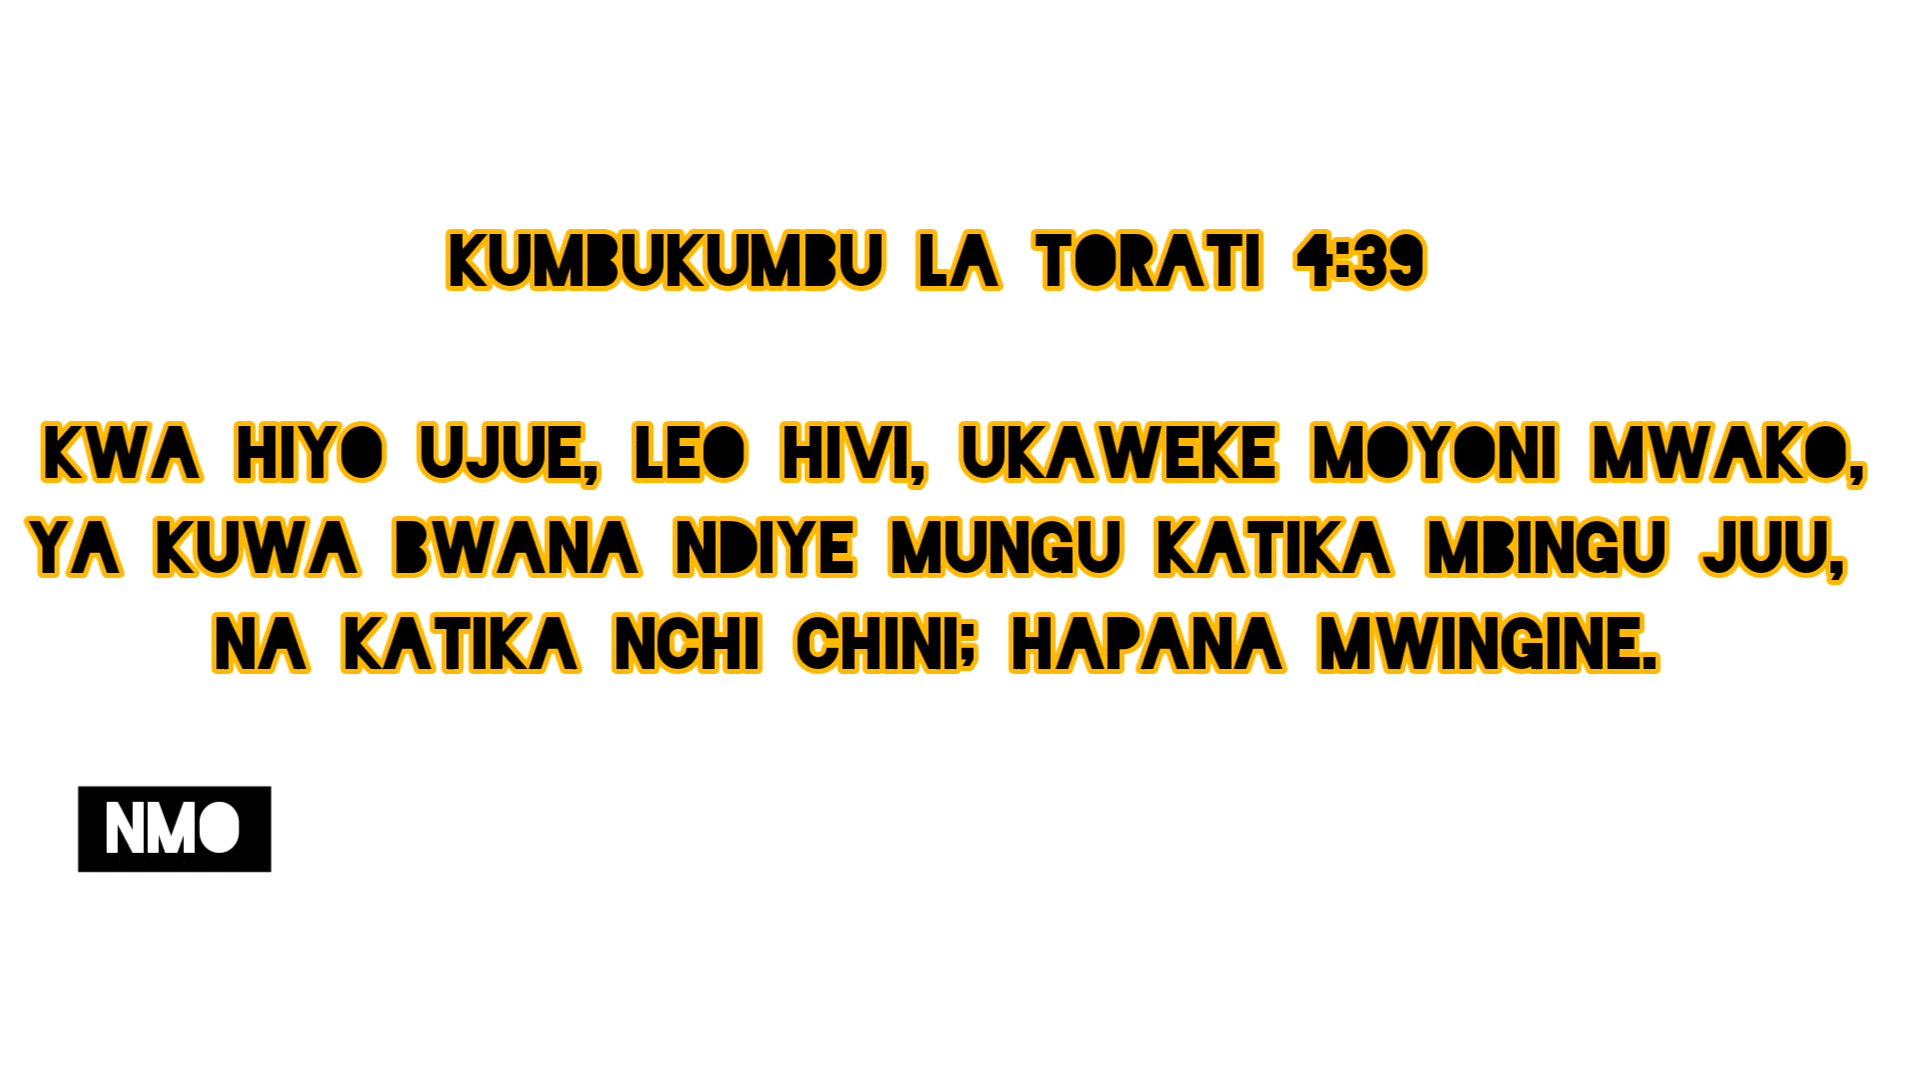 KUMBUKUMBU LA TORATI 4:39
KWA HIYO UJUE, LEO HIVI, UKAWEKE MOYONI MWAKO,
YA KUWA BWANA NDIYE MUNGU KATIKA MBINGU JUU,
NA KATIKA NCHI CHINI; HAPANA MWINGINE.
NMO